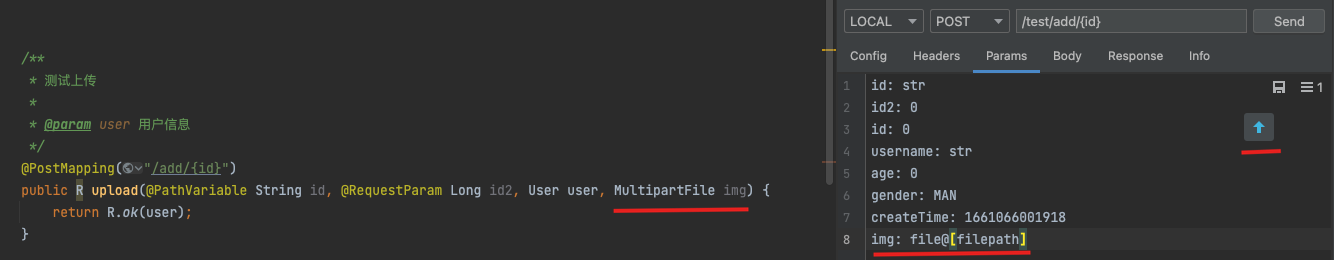 /**
* 测试上传
*
* @param user 用户信息
*/
@PostMapping("/add/{id}")
public R upload(@PathVariable String id, @RequestParam Long id2, User user, MultipartFile img) {
return R.ok(user);
}
LOCAL POST /test/add/{id} Send
Config Headers Params Body Response Info
1 id: str
2 id2: 0
3 id: 0
4 username: str
5 age: 0
6 gender: MAN
7 createTime: 1661066001918
8 img: file@[filepath]
1